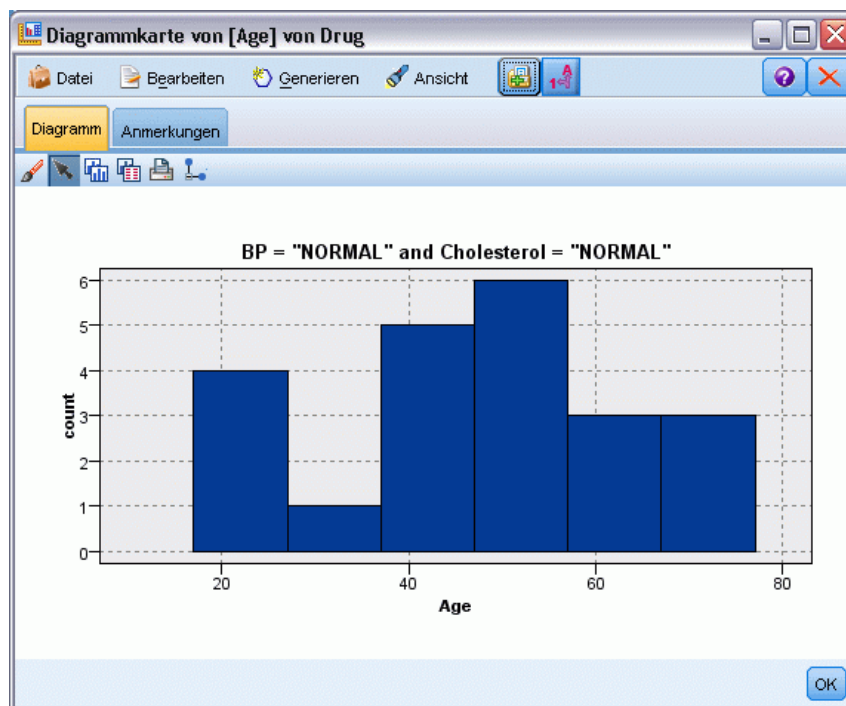 Diagrammkarte von [Age] von Drug
Datei Bearbeiten Generieren Ansicht
Diagramm Anmerkungen
BP = "NORMAL" and Cholesterol = "NORMAL"
6
5
4
3
2
1
0
count
20 40 60 80
Age
OK